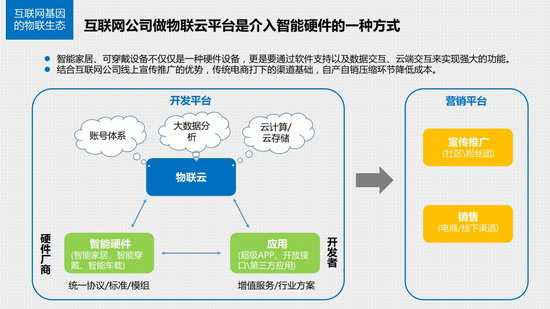 互联网基因
的物联生态
互联网公司做物联云平台是介入智能硬件的一种方式
智能家居、可穿戴设备不仅仅是一种硬件设备，更是要通过软件支持以及数据交互、云端交互来实现强大的功能。
结合互联网公司线上宣传推广的优势，传统电商打下的渠道基础，自产自销压缩环节降低成本。
开发平台
账号体系
大数据分
析
云计算/
云存储
物联云
硬件厂商
智能硬件
(智能家居、智能穿
戴、智能车载)
统一协议/标准/模组
应用
(超级APP、开放接
口\第三方应用)
增值服务/行业方案
开发者
营销平台
宣传推广
(社区\粉丝团)
销售
(电商/线下渠道)